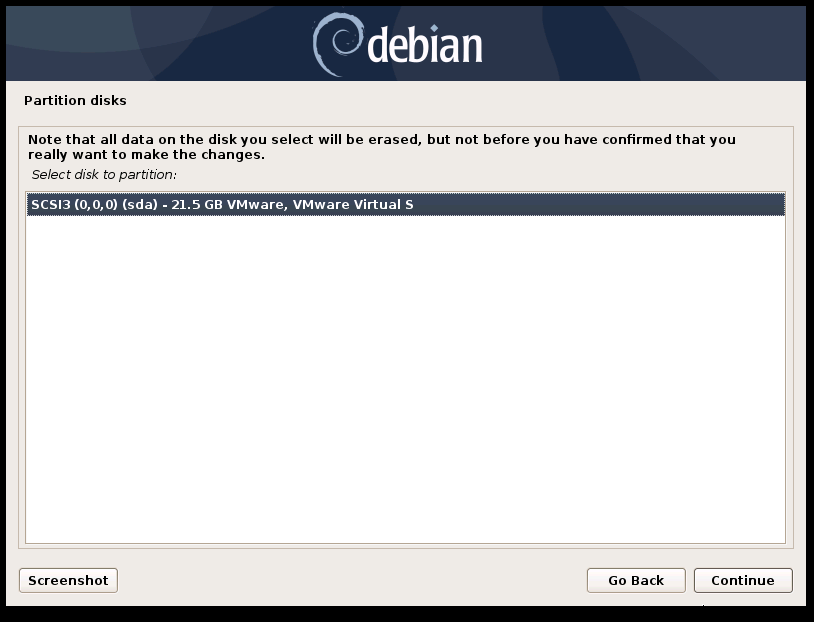 debian
Partition disks
Note that all data on the disk you select will be erased, but not before you have confirmed that you
really want to make the changes.
Select disk to partition:
SCSI3 (0,0,0) (sda) - 21.5 GB VMware, VMware Virtual S
Screenshot
Go Back
Continue